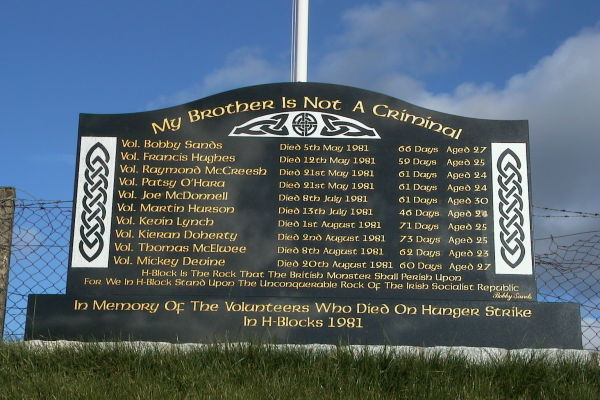 My Brother Is Not A Criminal
Vol. Bobby Sands Died 5th May 1981 66 Days Aged 27
Vol. Francis Hughes Died 12th May 1981 59 Days Aged 25
Vol. Raymond McCreesh Died 21st May 1981 61 Days Aged 24
Vol. Patsy O'Hara Died 21st May 1981 61 Days Aged 24
Vol. Joe McDonnell Died 8th July 1981 61 Days Aged 30
Vol. Martin Hurson Died 13th July 1981 46 Days Aged 24
Vol. Kevin Lynch Died 1st August 1981 71 Days Aged 25
Vol. Kieran Doherty Died 2nd August 1981 73 Days Aged 25
Vol. Thomas McElwee Died 8th August 1981 62 Days Aged 23
Vol. Mickey Devine Died 20th August 1981 60 Days Aged 27
H-Block Is The Rock That The British Monster Shall Perish Upon
For We In H-Block Stand Upon The Unconquerable Rock Of The Irish Socialist Republic
Bobby Sands
In Memory Of The Volunteers Who Died On Hunger Strike
In H-Blocks 1981